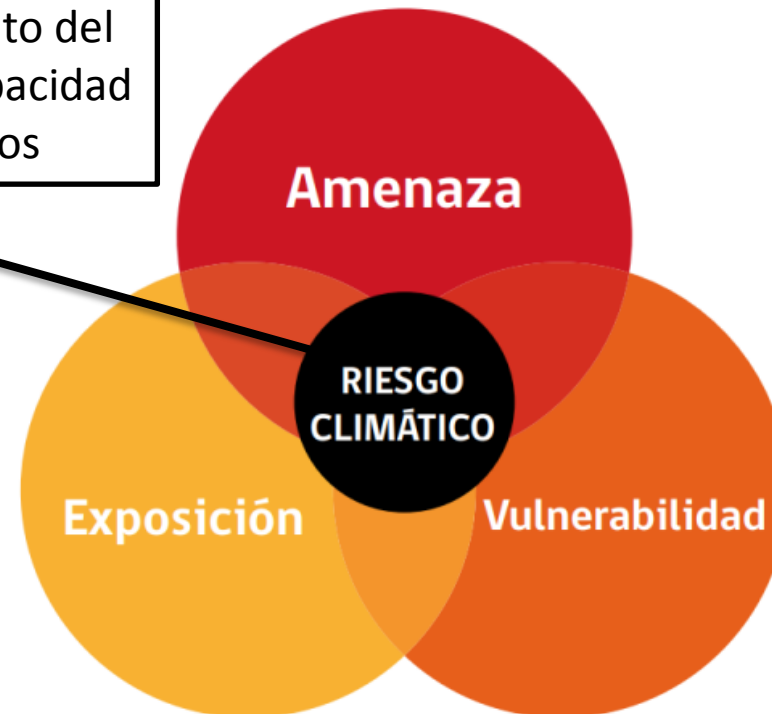 to del
pacidad
os
Amenaza
RIESGO
CLIMÁTICO
Exposición
Vulnerabilidad